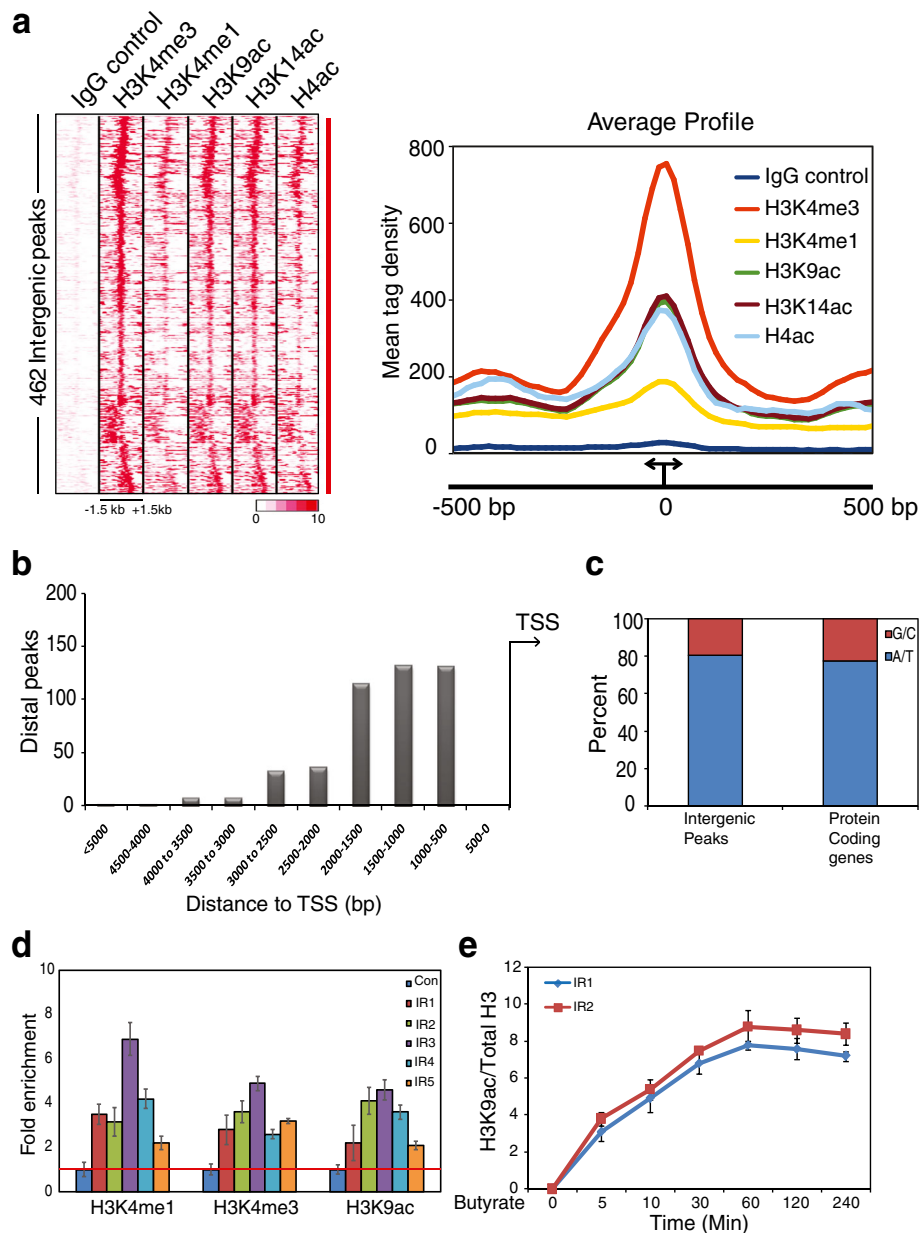 a
IgG control
H3K4me3
H3K4me1
H3K9ac
H3K14ac
H4ac
462 Intergenic peaks
-1.5 kb +1.5kb
0 10
Average Profile
Mean tag density
800
600
400
200
0
IgG control
H3K4me3
H3K4me1
H3K9ac
H3K14ac
H4ac
-500 bp 0 500 bp
b
Distal peaks
200
150
100
50
0
TSS
<5000
4500-4000
4000 to 3500
3500 to 3000
3000 to 2500
2500-2000
2000-1500
1500-1000
1000-500
500-0
Distance to TSS (bp)
c
Percent
100
80
60
40
20
0
G/C
A/T
Intergenic
Peaks
Protein
Coding
genes
d
Fold enrichment
10
8
6
4
2
0
Con
IR1
IR2
IR3
IR4
IR5
H3K4me1 H3K4me3 H3K9ac
e
H3K9ac/Total H3
12
10
8
6
4
2
0
IR1
IR2
Butyrate 0 5 10 30 60 120 240
Time (Min)